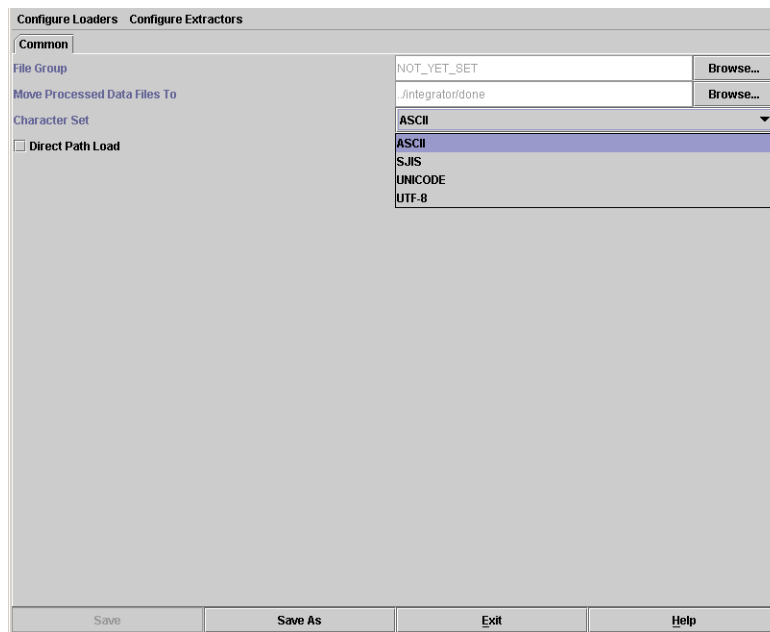 Configure Loaders Configure Extractors
Common
File Group NOT_YET_SET Browse...
Move Processed Data Files To ../integrator/done Browse...
Character Set ASCII
Direct Path Load ASCII
SJIS
UNICODE
UTF-8
Save Save As Exit Help